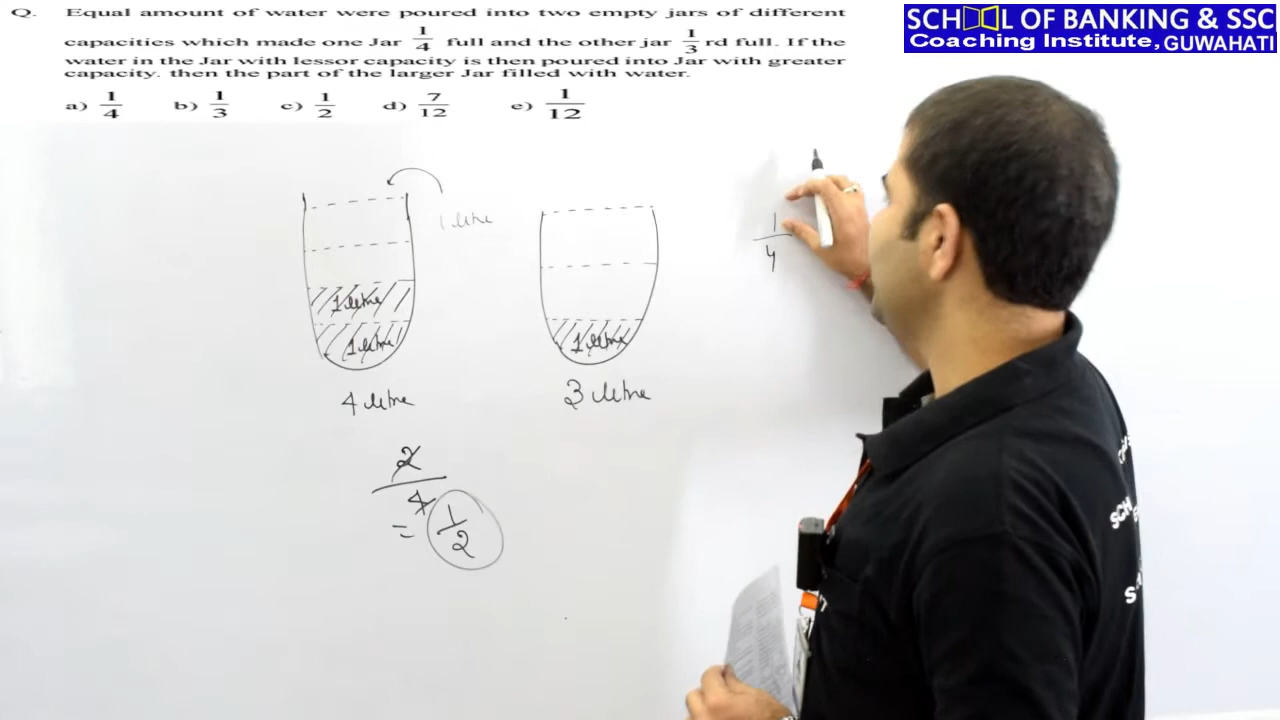 Q. Equal amount of water were poured into two empty jars of different
capacities which made one Jar 1/4 full and the other jar 1/3 rd full. If the
water in the Jar with lessor capacity is then poured into Jar with greater
capacity. then the part of the larger Jar filled with water.
a) 1/4 b) 1/3 c) 1/2 d) 7/12 e) 1/12
SCHOOL OF BANKING & SSC
Coaching Institute, GUWAHATI
1 litre
1 litre
1 litre
4 litre
1 litre
3 litre
2/4
= 1/2
1/4
SCH
S